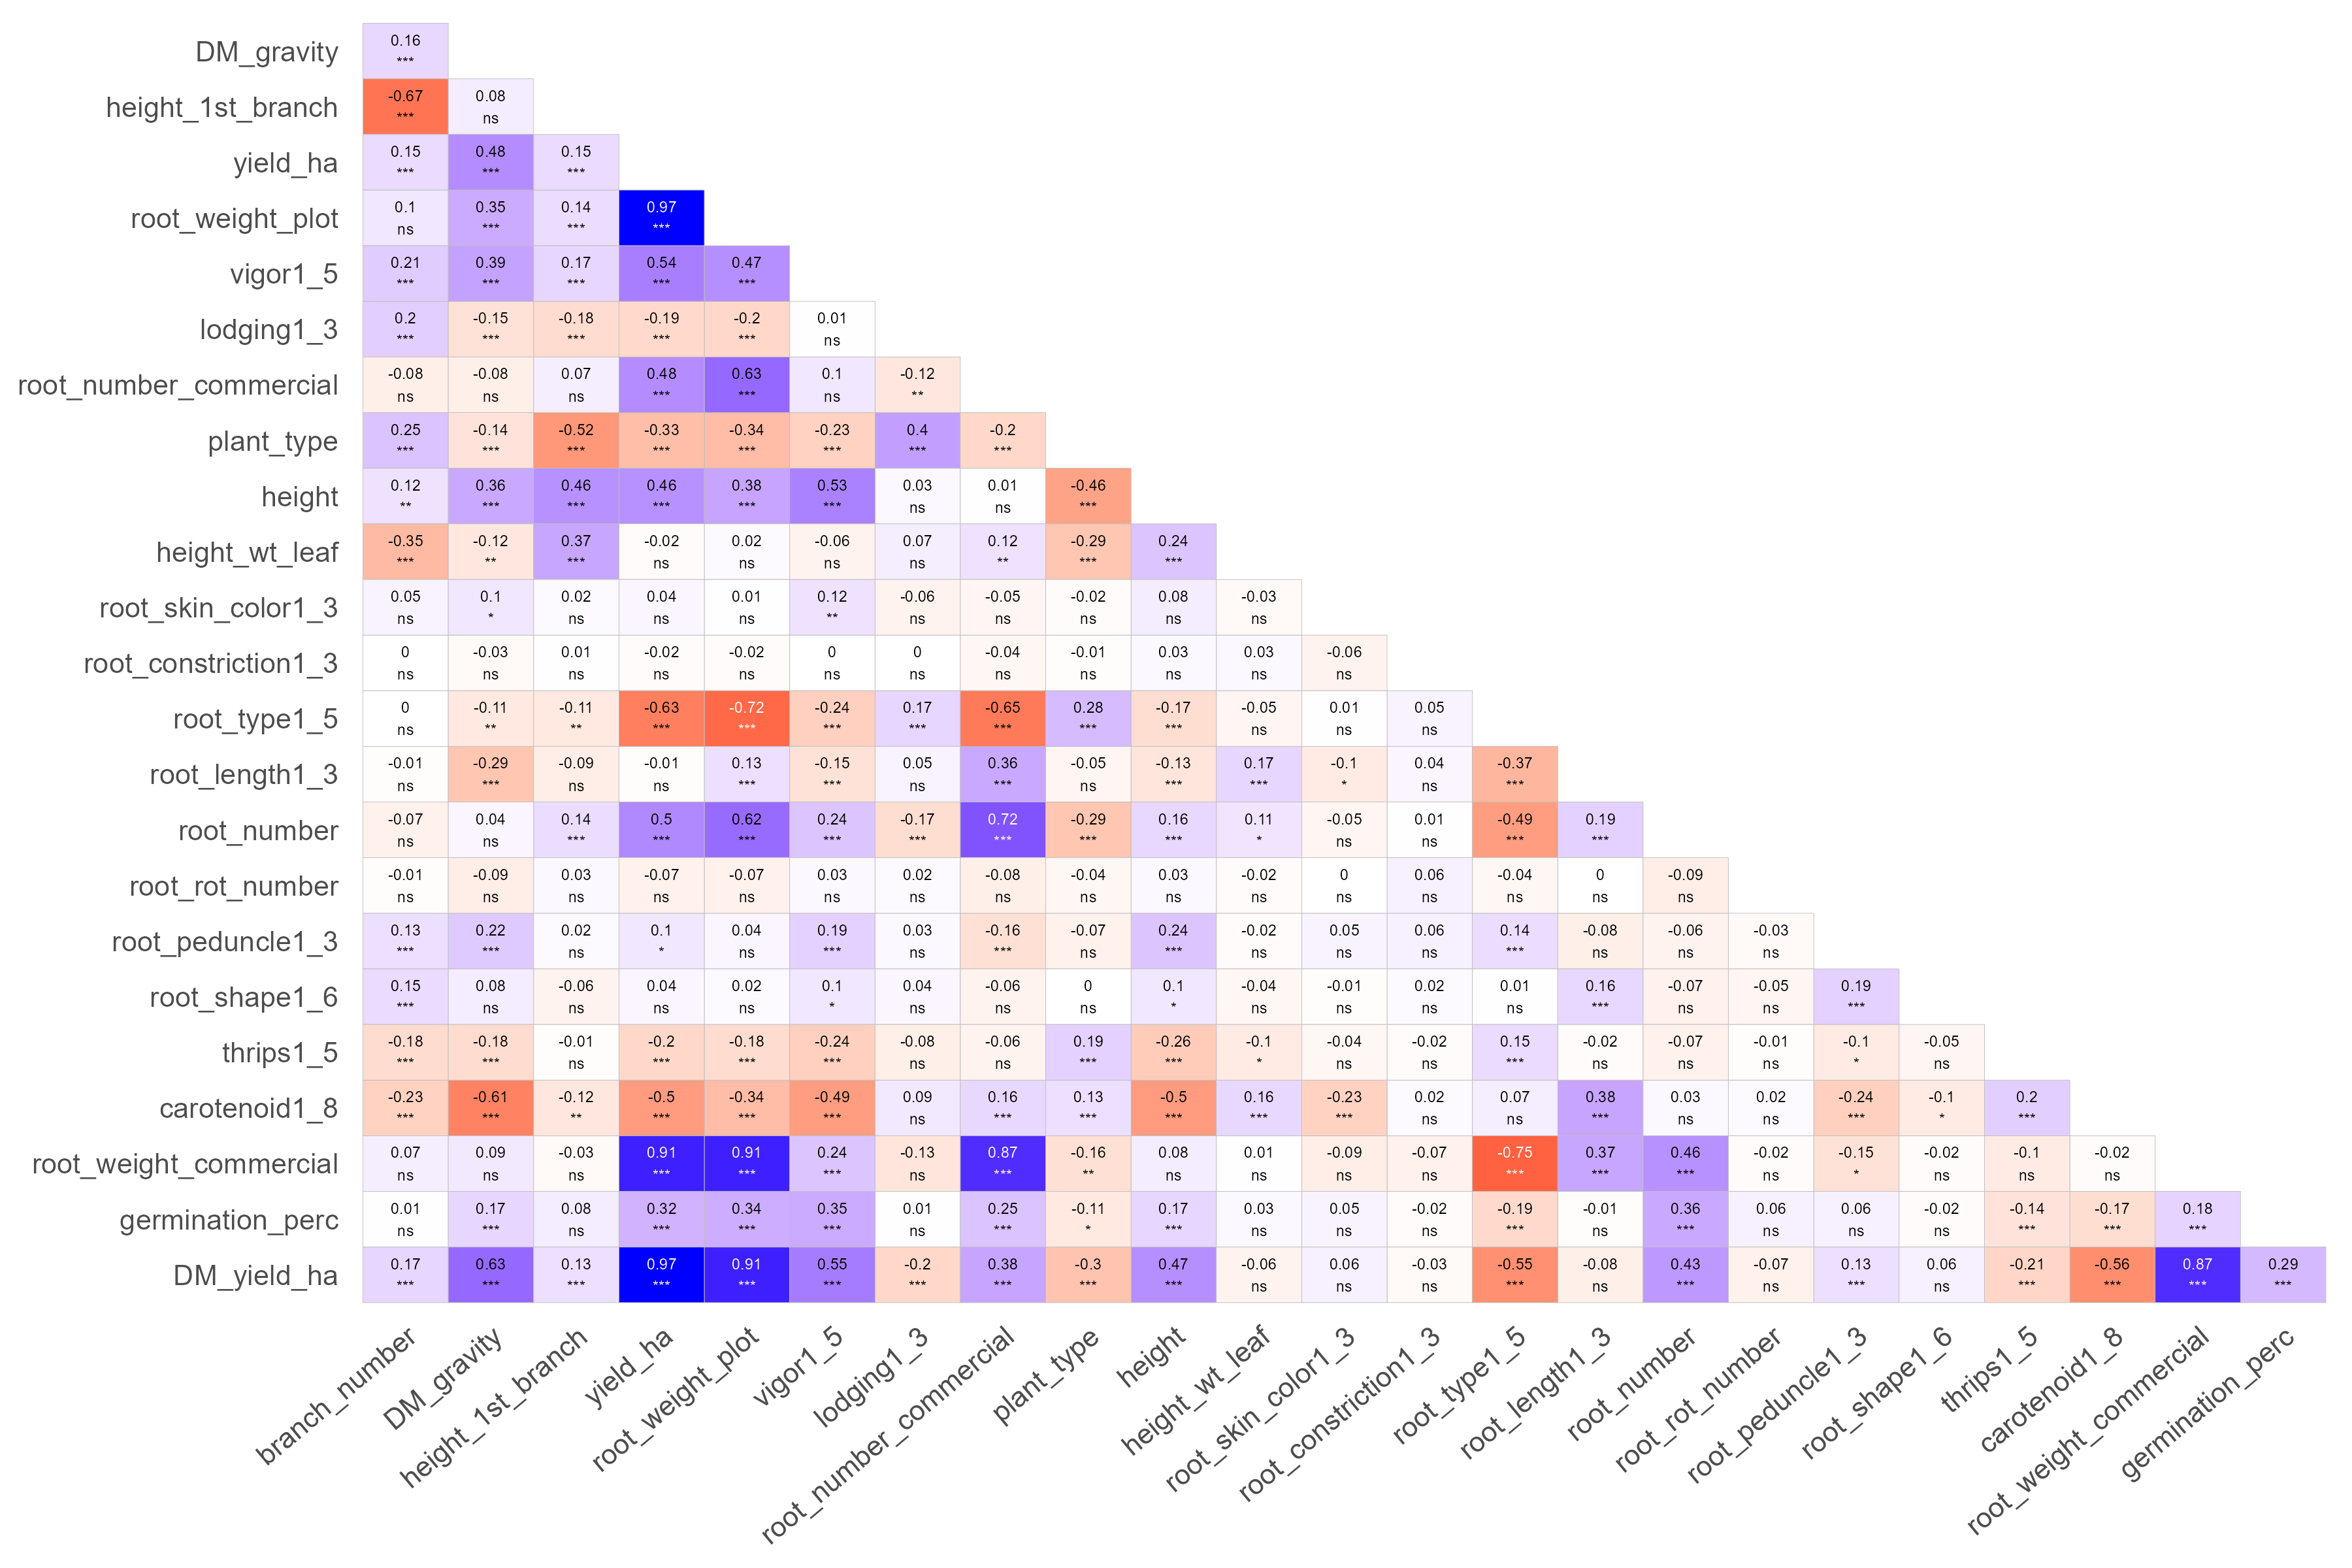 DM_gravity 0.16
***
height_1st_branch -0.67 0.08
*** ns
yield_ha 0.15 0.48 0.15
*** *** ***
root_weight_plot 0.1 0.35 0.14 0.97
ns *** *** ***
vigor1_5 0.21 0.39 0.17 0.54 0.47
*** *** *** *** ***
lodging1_3 0.2 -0.15 -0.18 -0.19 -0.2 0.01
*** *** *** *** *** ns
root_number_commercial -0.08 -0.08 0.07 0.48 0.63 0.1 -0.12
ns ns ns *** *** ns **
plant_type 0.25 -0.14 -0.52 -0.33 -0.34 -0.23 0.4 -0.2
*** *** *** *** *** *** *** ***
height 0.12 0.36 0.46 0.46 0.38 0.53 0.03 0.01 -0.46
** *** *** *** *** *** ns ns ***
height_wt_leaf -0.35 -0.12 0.37 -0.02 0.02 -0.06 0.07 0.12 -0.29 0.24
*** ** *** ns ns ns ns ** *** ***
root_skin_color1_3 0.05 0.1 0.02 0.04 0.01 0.12 -0.06 -0.05 -0.02 0.08 -0.03
ns * ns ns ns ** ns ns ns ns ns
root_constriction1_3 0 -0.03 0.01 -0.02 -0.02 0 0 -0.04 -0.01 0.03 0.03 -0.06
ns ns ns ns ns ns ns ns ns ns ns ns
root_type1_5 0 -0.11 -0.11 -0.63 -0.72 -0.24 0.17 -0.65 0.28 -0.17 -0.05 0.01 0.05
ns ** ** *** *** *** *** *** *** *** ns ns ns
root_length1_3 -0.01 -0.29 -0.09 -0.01 0.13 -0.15 0.05 0.36 -0.05 -0.13 0.17 -0.1 0.04 -0.37
ns *** ns ns *** *** ns *** ns *** *** * ns ***
root_number -0.07 0.04 0.14 0.5 0.62 0.24 -0.17 0.72 -0.29 0.16 0.11 -0.05 0.01 -0.49 0.19
ns ns *** *** *** *** *** *** *** *** * ns ns *** ***
root_rot_number -0.01 -0.09 0.03 -0.07 -0.07 0.03 0.02 -0.08 -0.04 0.03 -0.02 0 0.06 -0.04 0 -0.09
ns ns ns ns ns ns ns ns ns ns ns ns ns ns ns ns
root_peduncle1_3 0.13 0.22 0.02 0.1 0.04 0.19 0.03 -0.16 -0.07 0.24 -0.02 0.05 0.06 0.14 -0.08 -0.06 -0.03
*** *** ns * ns *** ns *** ns *** ns ns ns *** ns ns ns
root_shape1_6 0.15 0.08 -0.06 0.04 0.02 0.1 0.04 -0.06 0 0.1 -0.04 -0.01 0.02 0.01 0.16 -0.07 -0.05 0.19
*** ns ns ns ns * ns ns ns * ns ns ns ns *** ns ns ***
thrips1_5 -0.18 -0.18 -0.01 -0.2 -0.18 -0.24 -0.08 -0.06 0.19 -0.26 -0.1 -0.04 -0.02 0.15 -0.02 -0.07 -0.01 -0.1 -0.05
*** *** ns *** *** *** ns ns *** *** * ns ns *** ns ns ns * ns
carotenoid1_8 -0.23 -0.61 -0.12 -0.5 -0.34 -0.49 0.09 0.16 0.13 -0.5 0.16 -0.23 0.02 0.07 0.38 0.03 0.02 -0.24 -0.1 0.2
*** *** ** *** *** *** ns *** *** *** *** *** ns ns *** ns ns *** * ***
root_weight_commercial 0.07 0.09 -0.03 0.91 0.91 0.24 -0.13 0.87 -0.16 0.08 0.01 -0.09 -0.07 -0.75 0.37 0.46 -0.02 -0.15 -0.02 -0.1 -0.02
ns ns ns *** *** *** ns *** ** ns ns ns ns *** *** *** ns * ns ns ns
germination_perc 0.01 0.17 0.08 0.32 0.34 0.35 0.01 0.25 -0.11 0.17 0.03 0.05 -0.02 -0.19 -0.01 0.36 0.06 0.06 -0.02 -0.14 -0.17 0.18
ns *** ns *** *** *** ns *** * *** ns ns ns *** ns *** ns ns ns *** *** ***
DM_yield_ha 0.17 0.63 0.13 0.97 0.91 0.55 -0.2 0.38 -0.3 0.47 -0.06 0.06 -0.03 -0.55 -0.08 0.43 -0.07 0.13 0.06 -0.21 -0.56 0.87 0.29
*** *** *** *** *** *** *** *** *** *** ns ns ns *** ns *** ns *** ns *** *** *** ***
branch_number
DM_gravity
height_1st_branch
yield_ha
root_weight_plot
vigor1_5
lodging1_3
root_number_commercial
plant_type
height
height_wt_leaf
root_skin_color1_3
root_constriction1_3
root_type1_5
root_length1_3
root_number
root_rot_number
root_peduncle1_3
root_shape1_6
thrips1_5
carotenoid1_8
root_weight_commercial
germination_perc